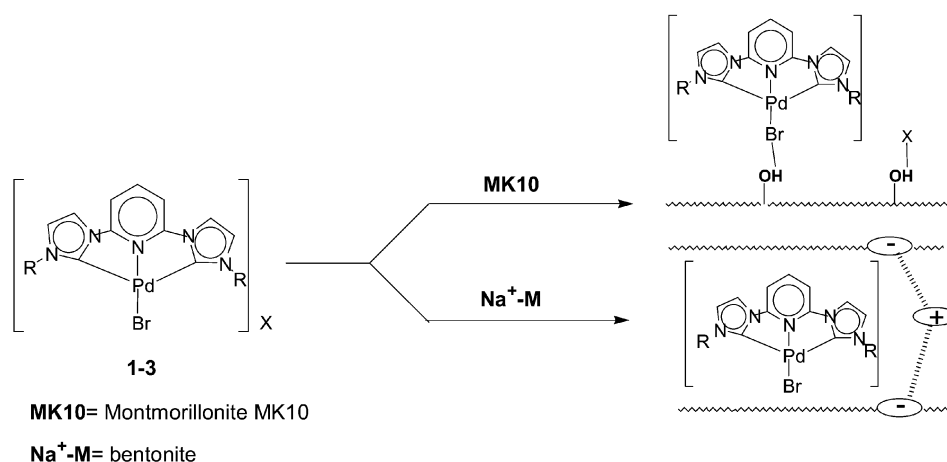 N N
N N N
R Pd R
Br
OH
X
OH
MK10
N N
N N N
R Pd R
Br X
1-3
Na⁺-M
-
N N
N N N
R Pd R
Br
+
-
MK10= Montmorillonite MK10
Na⁺-M= bentonite